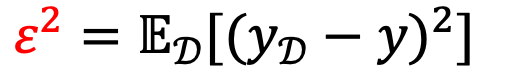 ε² = 𝔼_𝒟[(y_𝒟 − y)²]